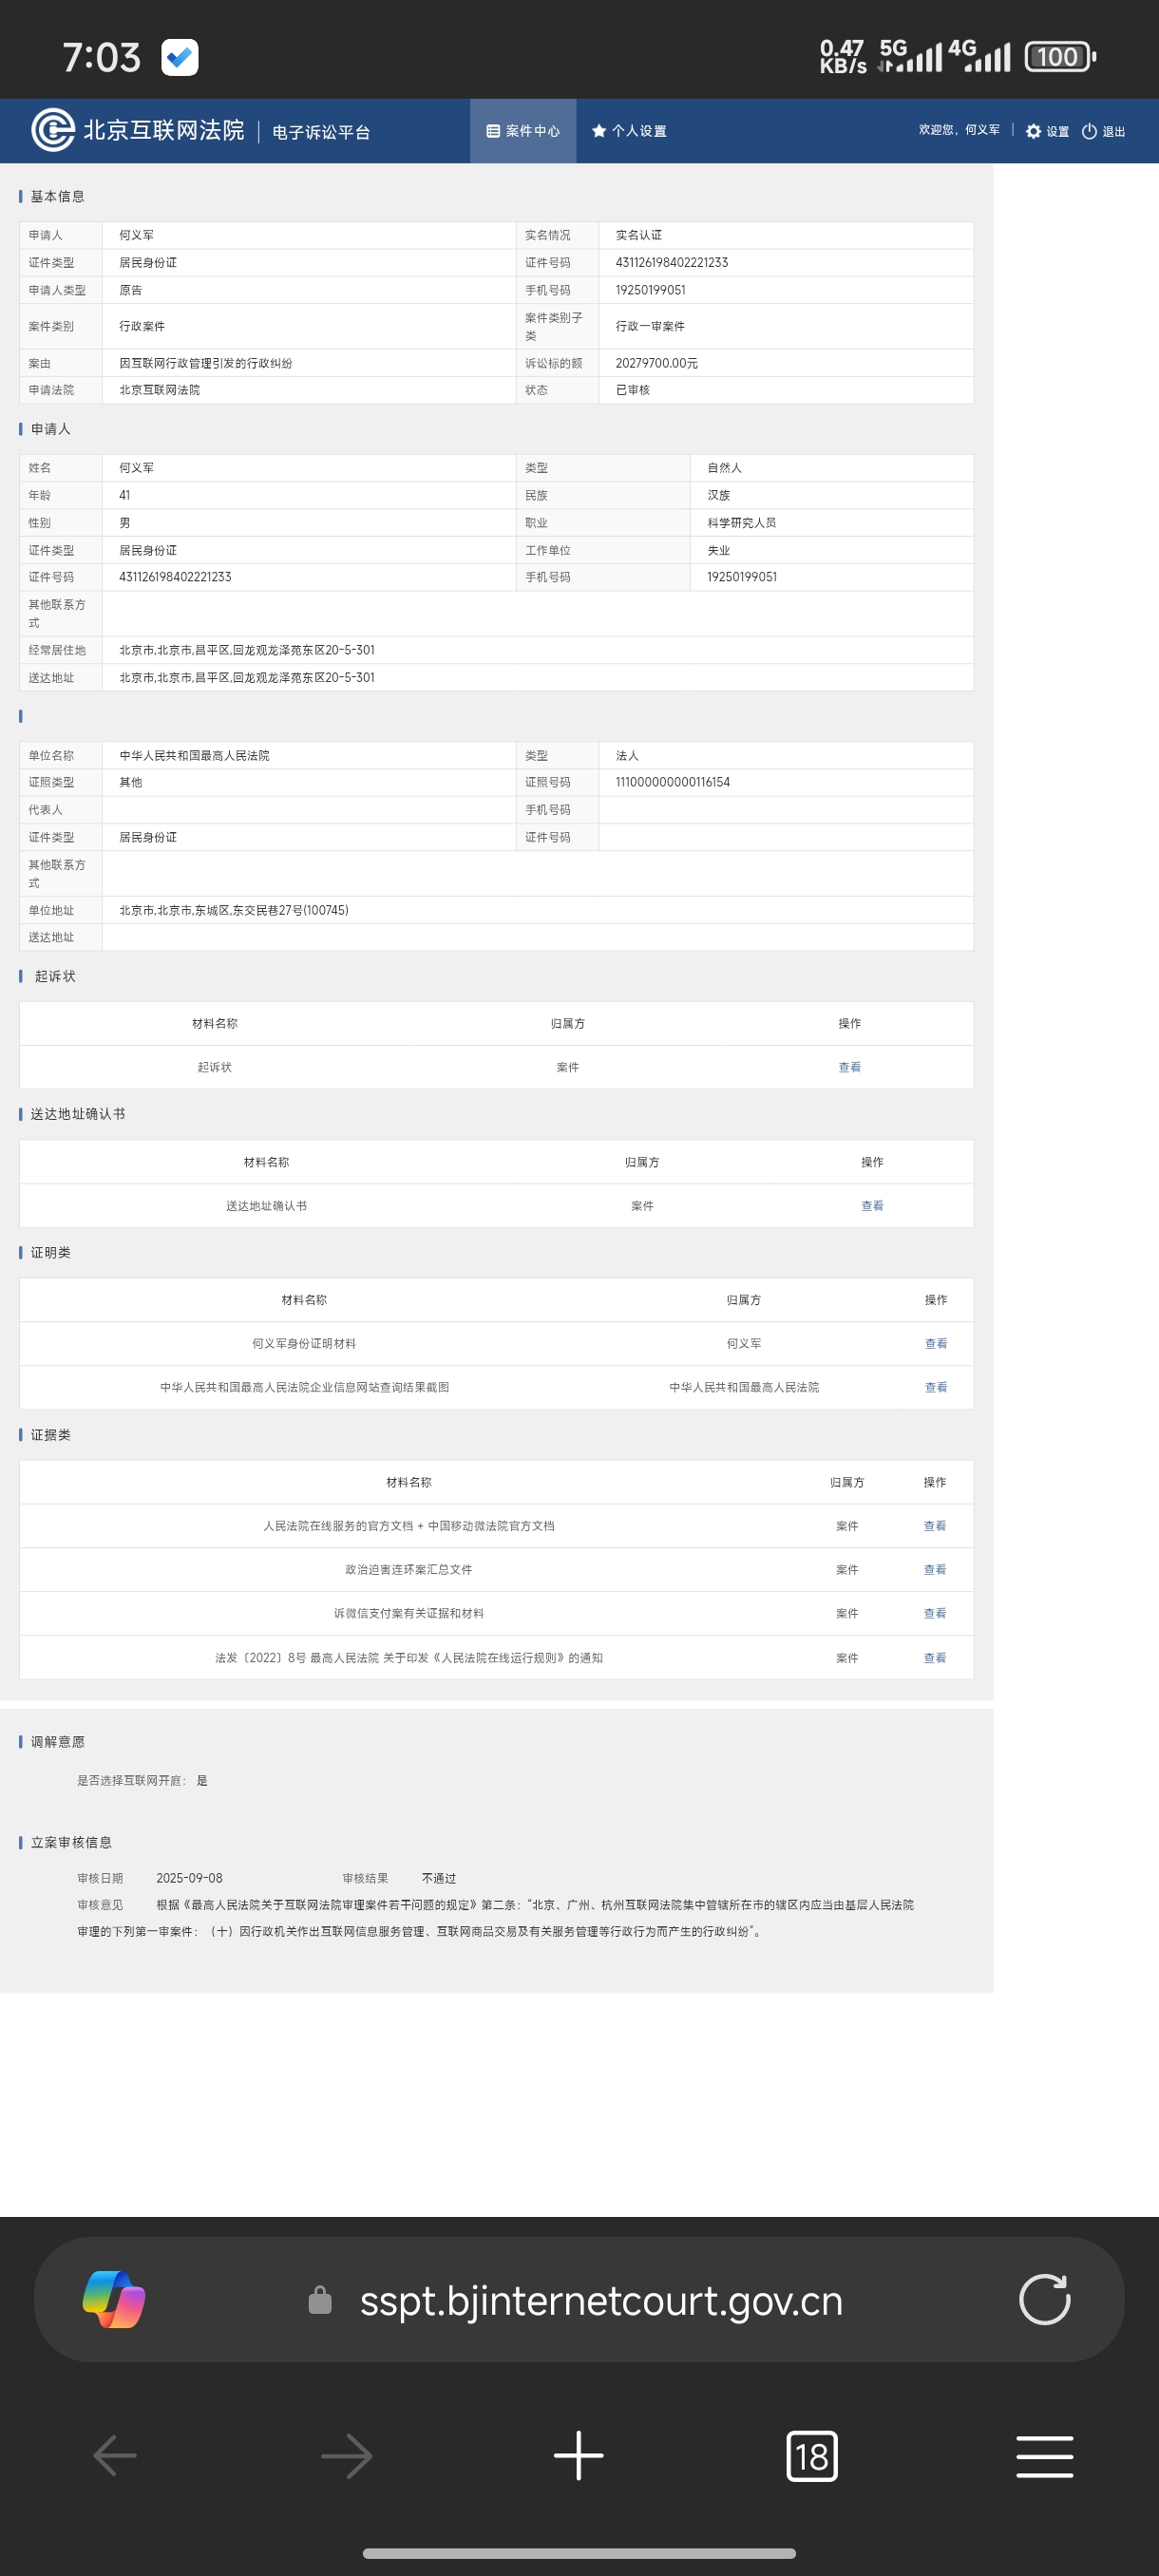 7:03
0.47 KB/s 5G 4G 100
北京互联网法院 | 电子诉讼平台 案件中心 个人设置 欢迎您，何义军 | 设置 退出
基本信息
申请人 何义军 实名情况 实名认证
证件类型 居民身份证 证件号码 431126198402221233
申请人类型 原告 手机号码 19250199051
案件类别 行政案件 案件类别子类 行政一审案件
案由 因互联网行政管理引发的行政纠纷 诉讼标的额 20279700.00元
申请法院 北京互联网法院 状态 已审核
申请人
姓名 何义军 类型 自然人
年龄 41 民族 汉族
性别 男 职业 科学研究人员
证件类型 居民身份证 工作单位 失业
证件号码 431126198402221233 手机号码 19250199051
其他联系方式
经常居住地 北京市,北京市,昌平区,回龙观龙泽苑东区20-5-301
送达地址 北京市,北京市,昌平区,回龙观龙泽苑东区20-5-301
单位名称 中华人民共和国最高人民法院 类型 法人
证照类型 其他 证照号码 111000000000116154
代表人 手机号码
证件类型 居民身份证 证件号码
其他联系方式
单位地址 北京市,北京市,东城区,东交民巷27号(100745)
送达地址
起诉状
材料名称 归属方 操作
起诉状 案件 查看
送达地址确认书
材料名称 归属方 操作
送达地址确认书 案件 查看
证明类
材料名称 归属方 操作
何义军身份证明材料 何义军 查看
中华人民共和国最高人民法院企业信息网站查询结果截图 中华人民共和国最高人民法院 查看
证据类
材料名称 归属方 操作
人民法院在线服务的官方文档 + 中国移动微法院官方文档 案件 查看
政治迫害连环案汇总文件 案件 查看
诉微信支付案有关证据和材料 案件 查看
法发〔2022〕8号 最高人民法院 关于印发《人民法院在线运行规则》的通知 案件 查看
调解意愿
是否选择互联网开庭： 是
立案审核信息
审核日期 2025-09-08 审核结果 不通过
审核意见 根据《最高人民法院关于互联网法院审理案件若干问题的规定》第二条："北京、广州、杭州互联网法院集中管辖所在市的辖区内应当由基层人民法院
审理的下列第一审案件：（十）因行政机关作出互联网信息服务管理、互联网商品交易及有关服务管理等行政行为而产生的行政纠纷"。
sspt.bjinternetcourt.gov.cn
18